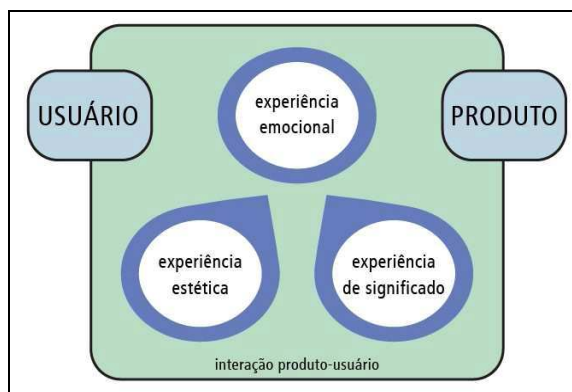 experiência
emocional
USUÁRIO
PRODUTO
experiência
estética
experiência
de significado
interação produto-usuário